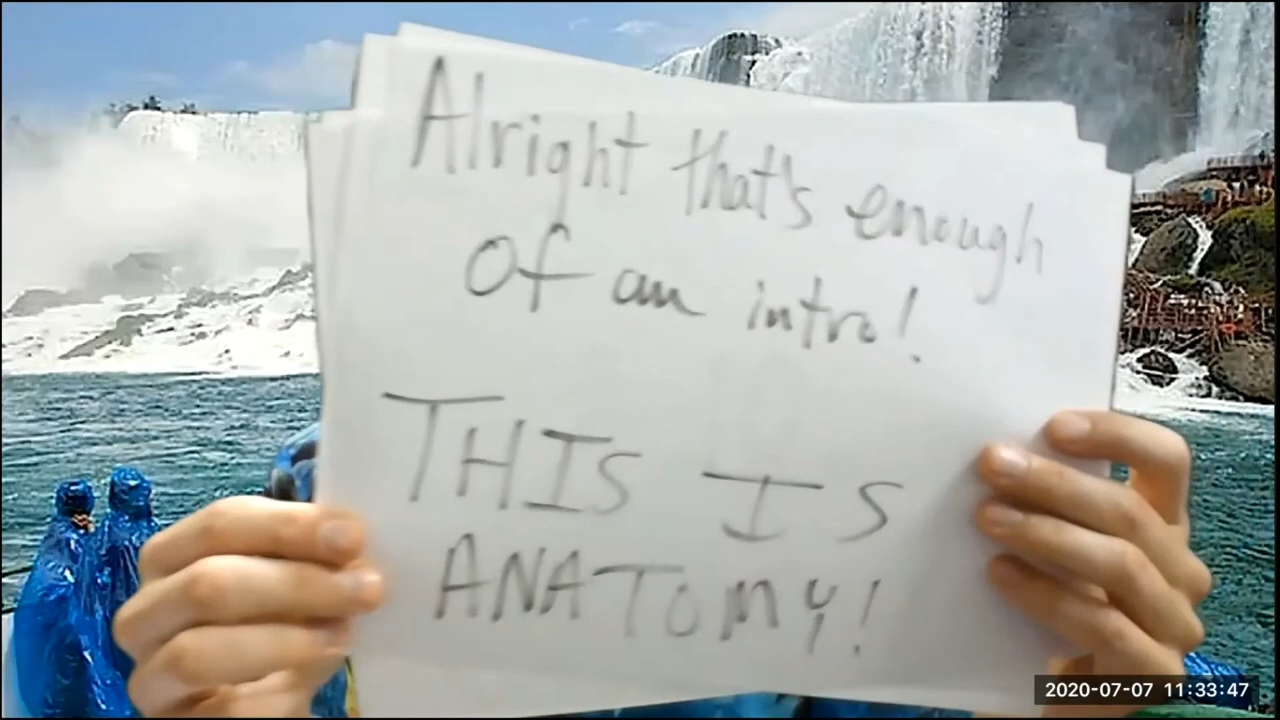 Alright that's enough
Of an intro!
THIS IS
ANATOMY!
2020-07-07 11:33:47